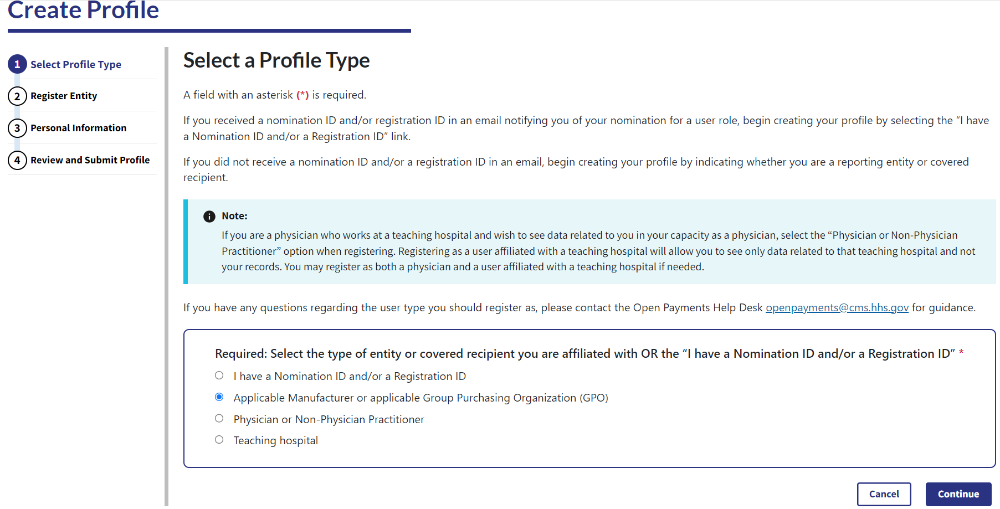 Create Profile
1 Select Profile Type
2 Register Entity
3 Personal Information
4 Review and Submit Profile
Select a Profile Type
A field with an asterisk (*) is required.
If you received a nomination ID and/or registration ID in an email notifying you of your nomination for a user role, begin creating your profile by selecting the “I have
a Nomination ID and/or a Registration ID” link.
If you did not receive a nomination ID and/or a registration ID in an email, begin creating your profile by indicating whether you are a reporting entity or covered
recipient.
Note:
If you are a physician who works at a teaching hospital and wish to see data related to you in your capacity as a physician, select the “Physician or Non-Physician
Practitioner” option when registering. Registering as a user affiliated with a teaching hospital will allow you to see only data related to that teaching hospital and not
your records. You may register as both a physician and a user affiliated with a teaching hospital if needed.
If you have any questions regarding the user type you should register as, please contact the Open Payments Help Desk openpayments@cms.hhs.gov for guidance.
Required: Select the type of entity or covered recipient you are affiliated with OR the “I have a Nomination ID and/or a Registration ID” *
I have a Nomination ID and/or a Registration ID
Applicable Manufacturer or applicable Group Purchasing Organization (GPO)
Physician or Non-Physician Practitioner
Teaching hospital
Cancel Continue